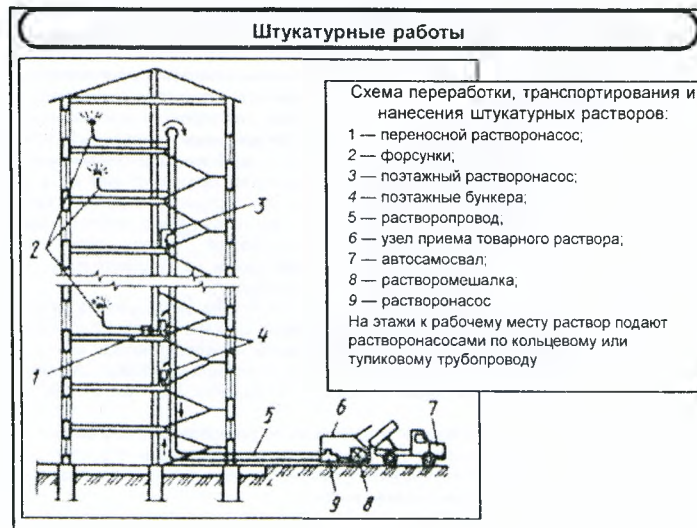 Штукатурные работы
Схема переработки, транспортирования и
нанесения штукатурных растворов:
1 — переносной растворонасос;
2 — форсунки;
3 — поэтажный растворонасос;
4 — поэтажные бункера;
5 — растворопровод;
6 — узел приема товарного раствора;
7 — автосамосвал;
8 — растворомешалка;
9 — растворонасос
На этажи к рабочему месту раствор подают
растворонасосами по кольцевому или
тупиковому трубопроводу
3
2
4
1
5
6
7
9
8